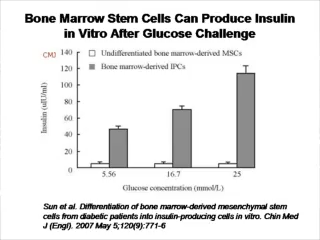 Bone Marrow Stem Cells Can Produce Insulin
in Vitro After Glucose Challenge
CMJ
140
120
100
80
60
40
20
0
Insulin (uIU/ml)
Undifferentiated bone marrow-derived MSCs
Bone marrow-derived IPCs
5.56
16.7
25
Glucose concentration (mmol/L)
Sun et al. Differentiation of bone marrow-derived mesenchymal stem
cells from diabetic patients into insulin-producing cells in vitro. Chin Med
J (Engl). 2007 May 5;120(9):771-6